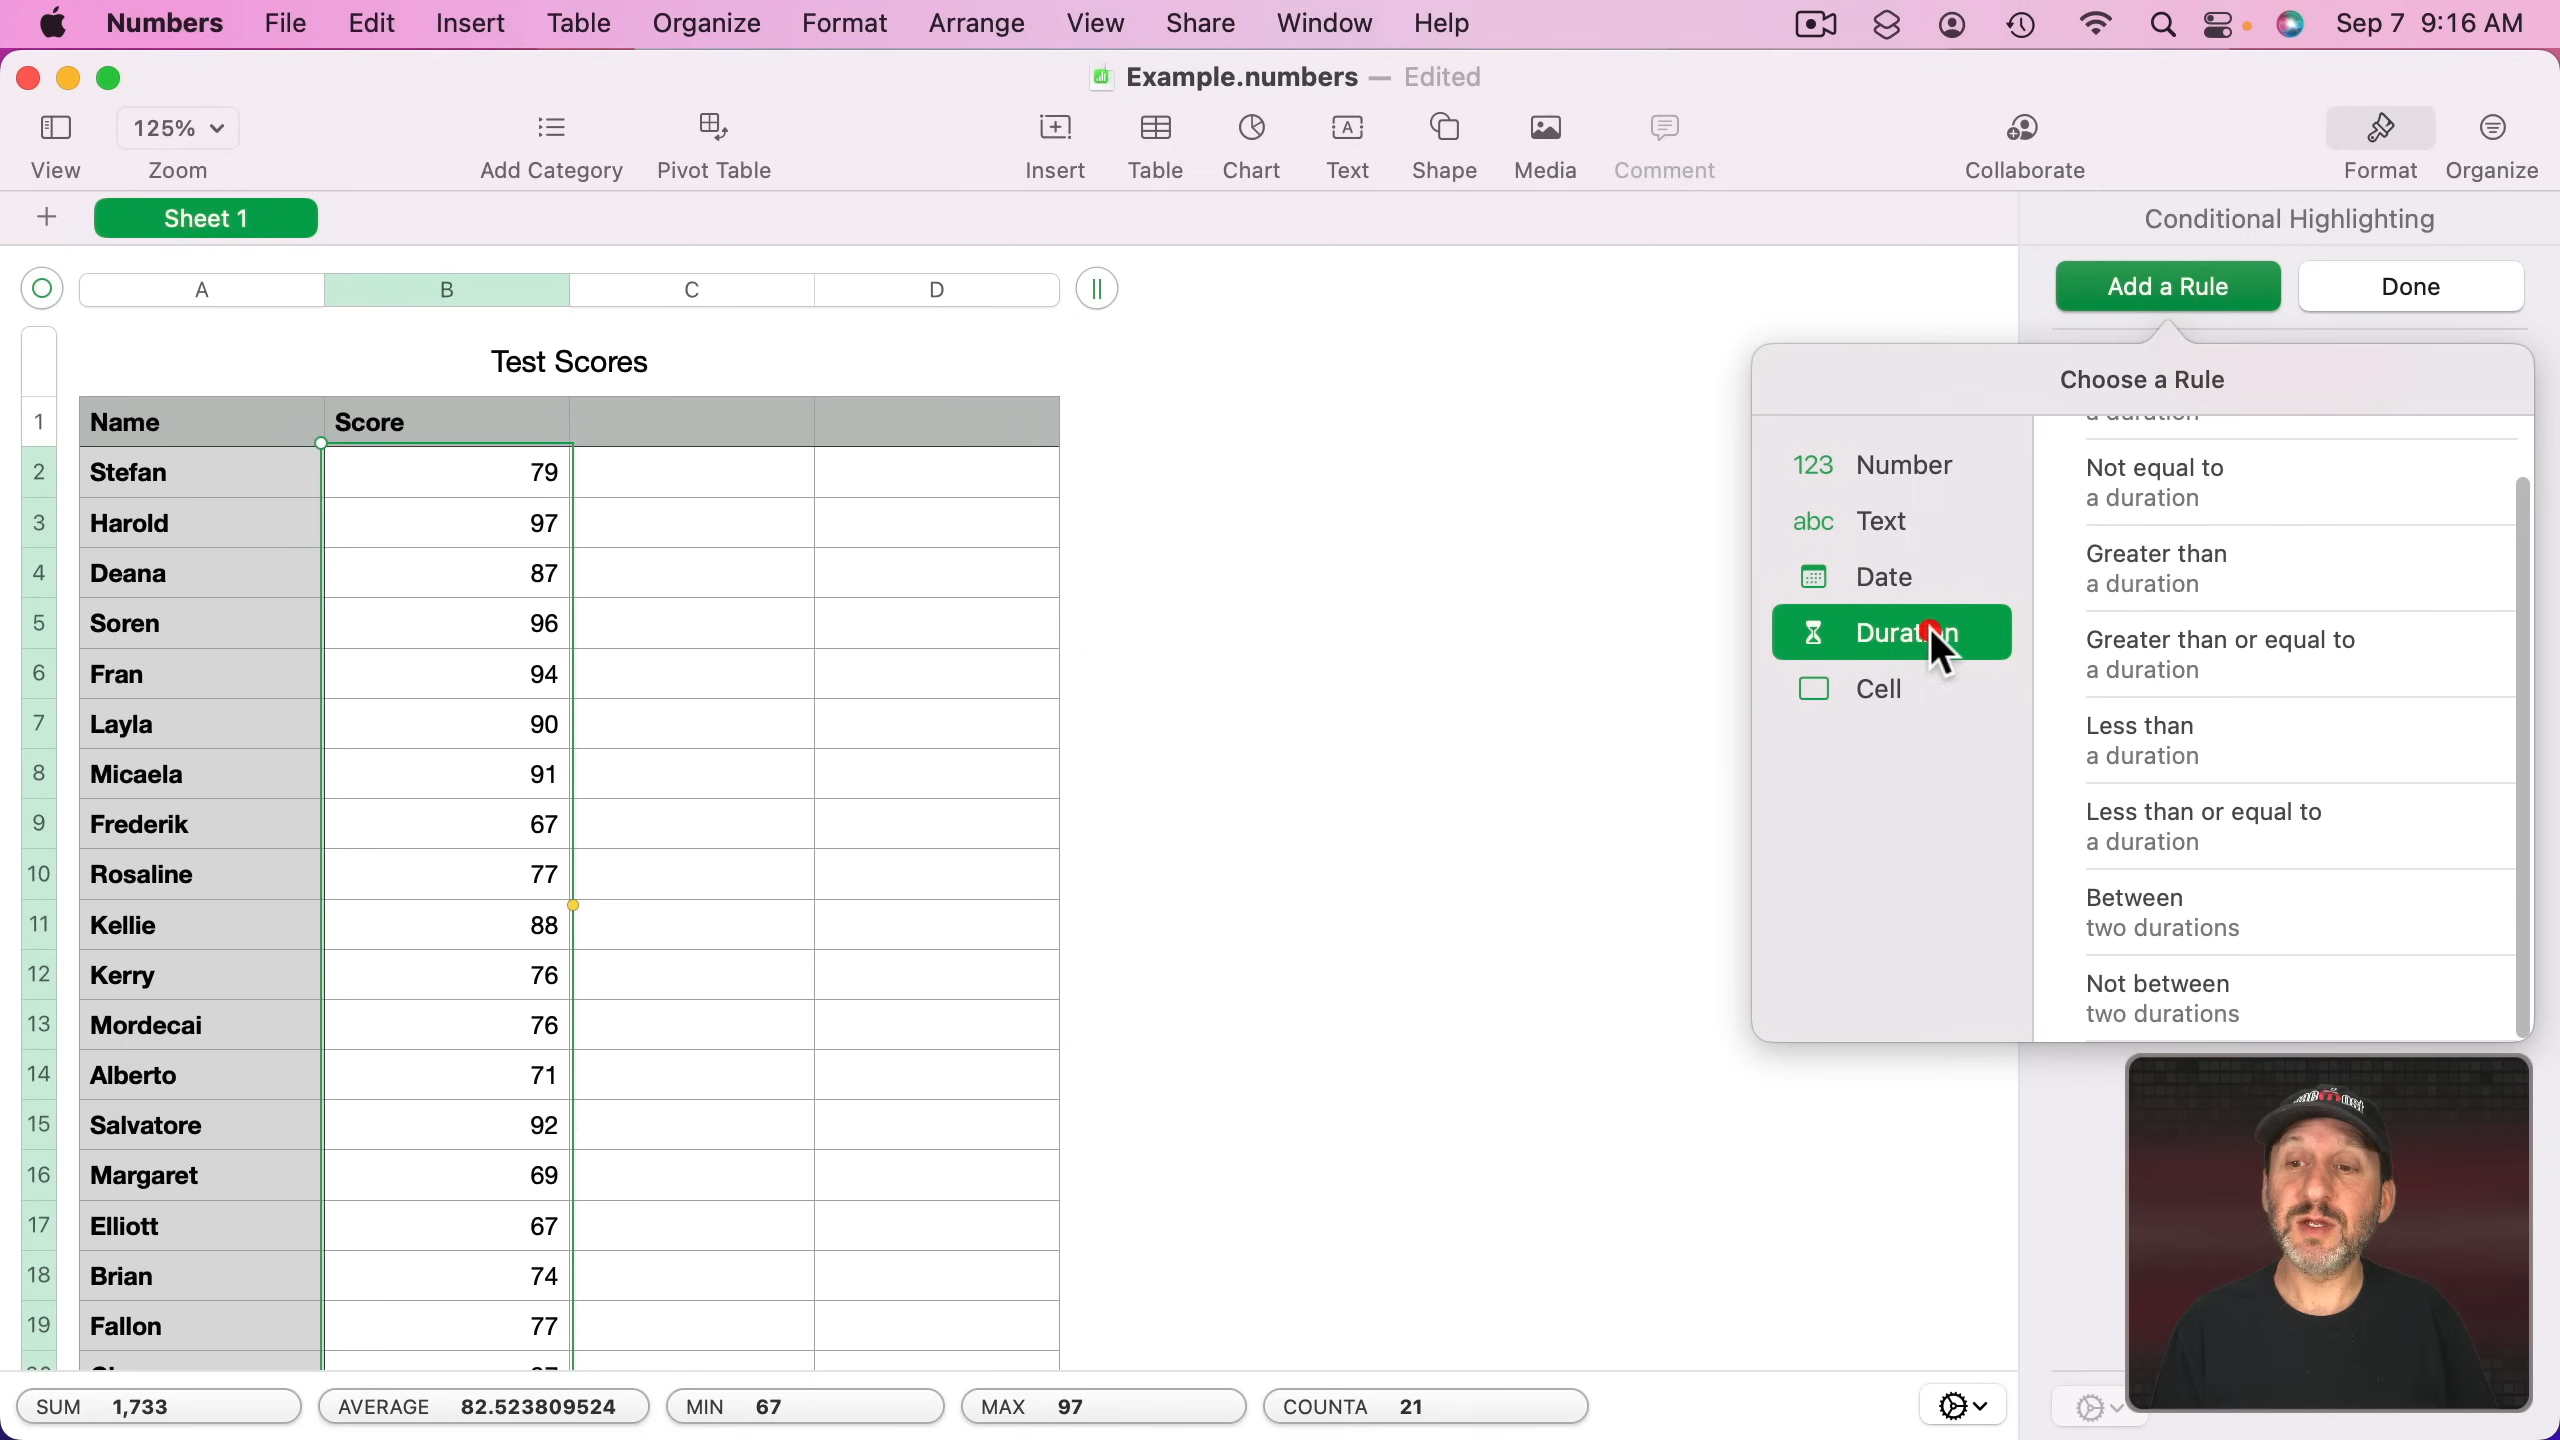 Numbers File Edit Insert Table Organize Format Arrange View Share Window Help Sep 7 9:16 AM
Example.numbers — Edited
125%
View Zoom Add Category Pivot Table Insert Table Chart Text Shape Media Comment Collaborate Format Organize
Sheet 1
Conditional Highlighting
Add a Rule Done
A B C D
Test Scores
1 Name Score
2 Stefan 79
3 Harold 97
4 Deana 87
5 Soren 96
6 Fran 94
7 Layla 90
8 Micaela 91
9 Frederik 67
10 Rosaline 77
11 Kellie 88
12 Kerry 76
13 Mordecai 76
14 Alberto 71
15 Salvatore 92
16 Margaret 69
17 Elliott 67
18 Brian 74
19 Fallon 77
Choose a Rule
123 Number
abc Text
Date
Duration
Cell
a duration
Not equal to
a duration
Greater than
a duration
Greater than or equal to
a duration
Less than
a duration
Less than or equal to
a duration
Between
two durations
Not between
two durations
SUM 1,733 AVERAGE 82.523809524 MIN 67 MAX 97 COUNTA 21